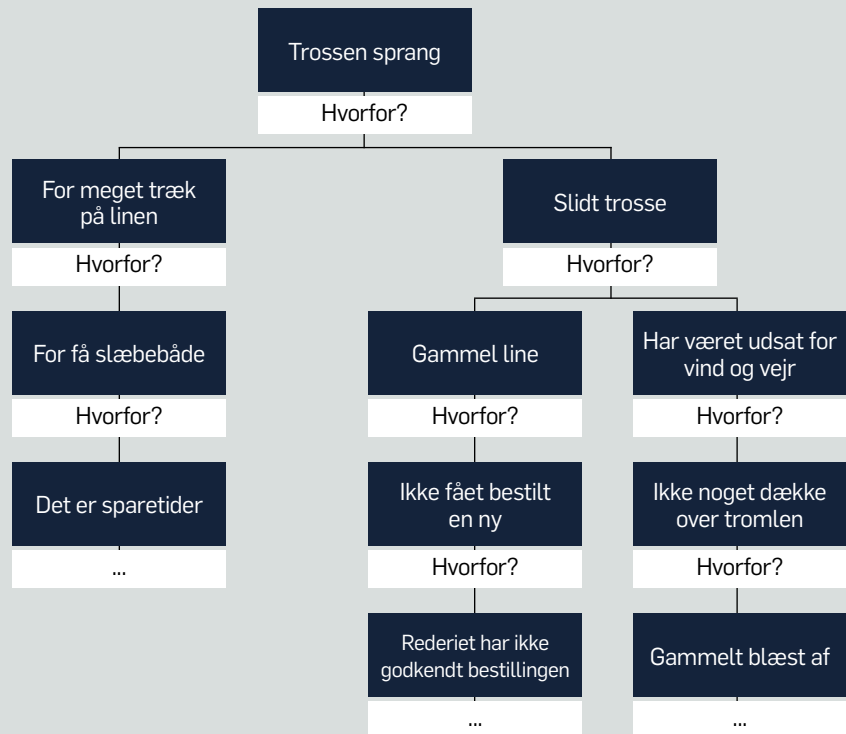 Trossen sprang
Hvorfor?
For meget træk
på linen
Hvorfor?
Slidt trosse
Hvorfor?
For få slæbebåde
Hvorfor?
Gammel line
Hvorfor?
Har været udsat for
vind og vejr
Hvorfor?
Det er sparetider
...
Ikke fået bestilt
en ny
Hvorfor?
Ikke noget dække
over tromlen
Hvorfor?
Rederiet har ikke
godkendt bestillingen
...
Gammelt blæst af
...